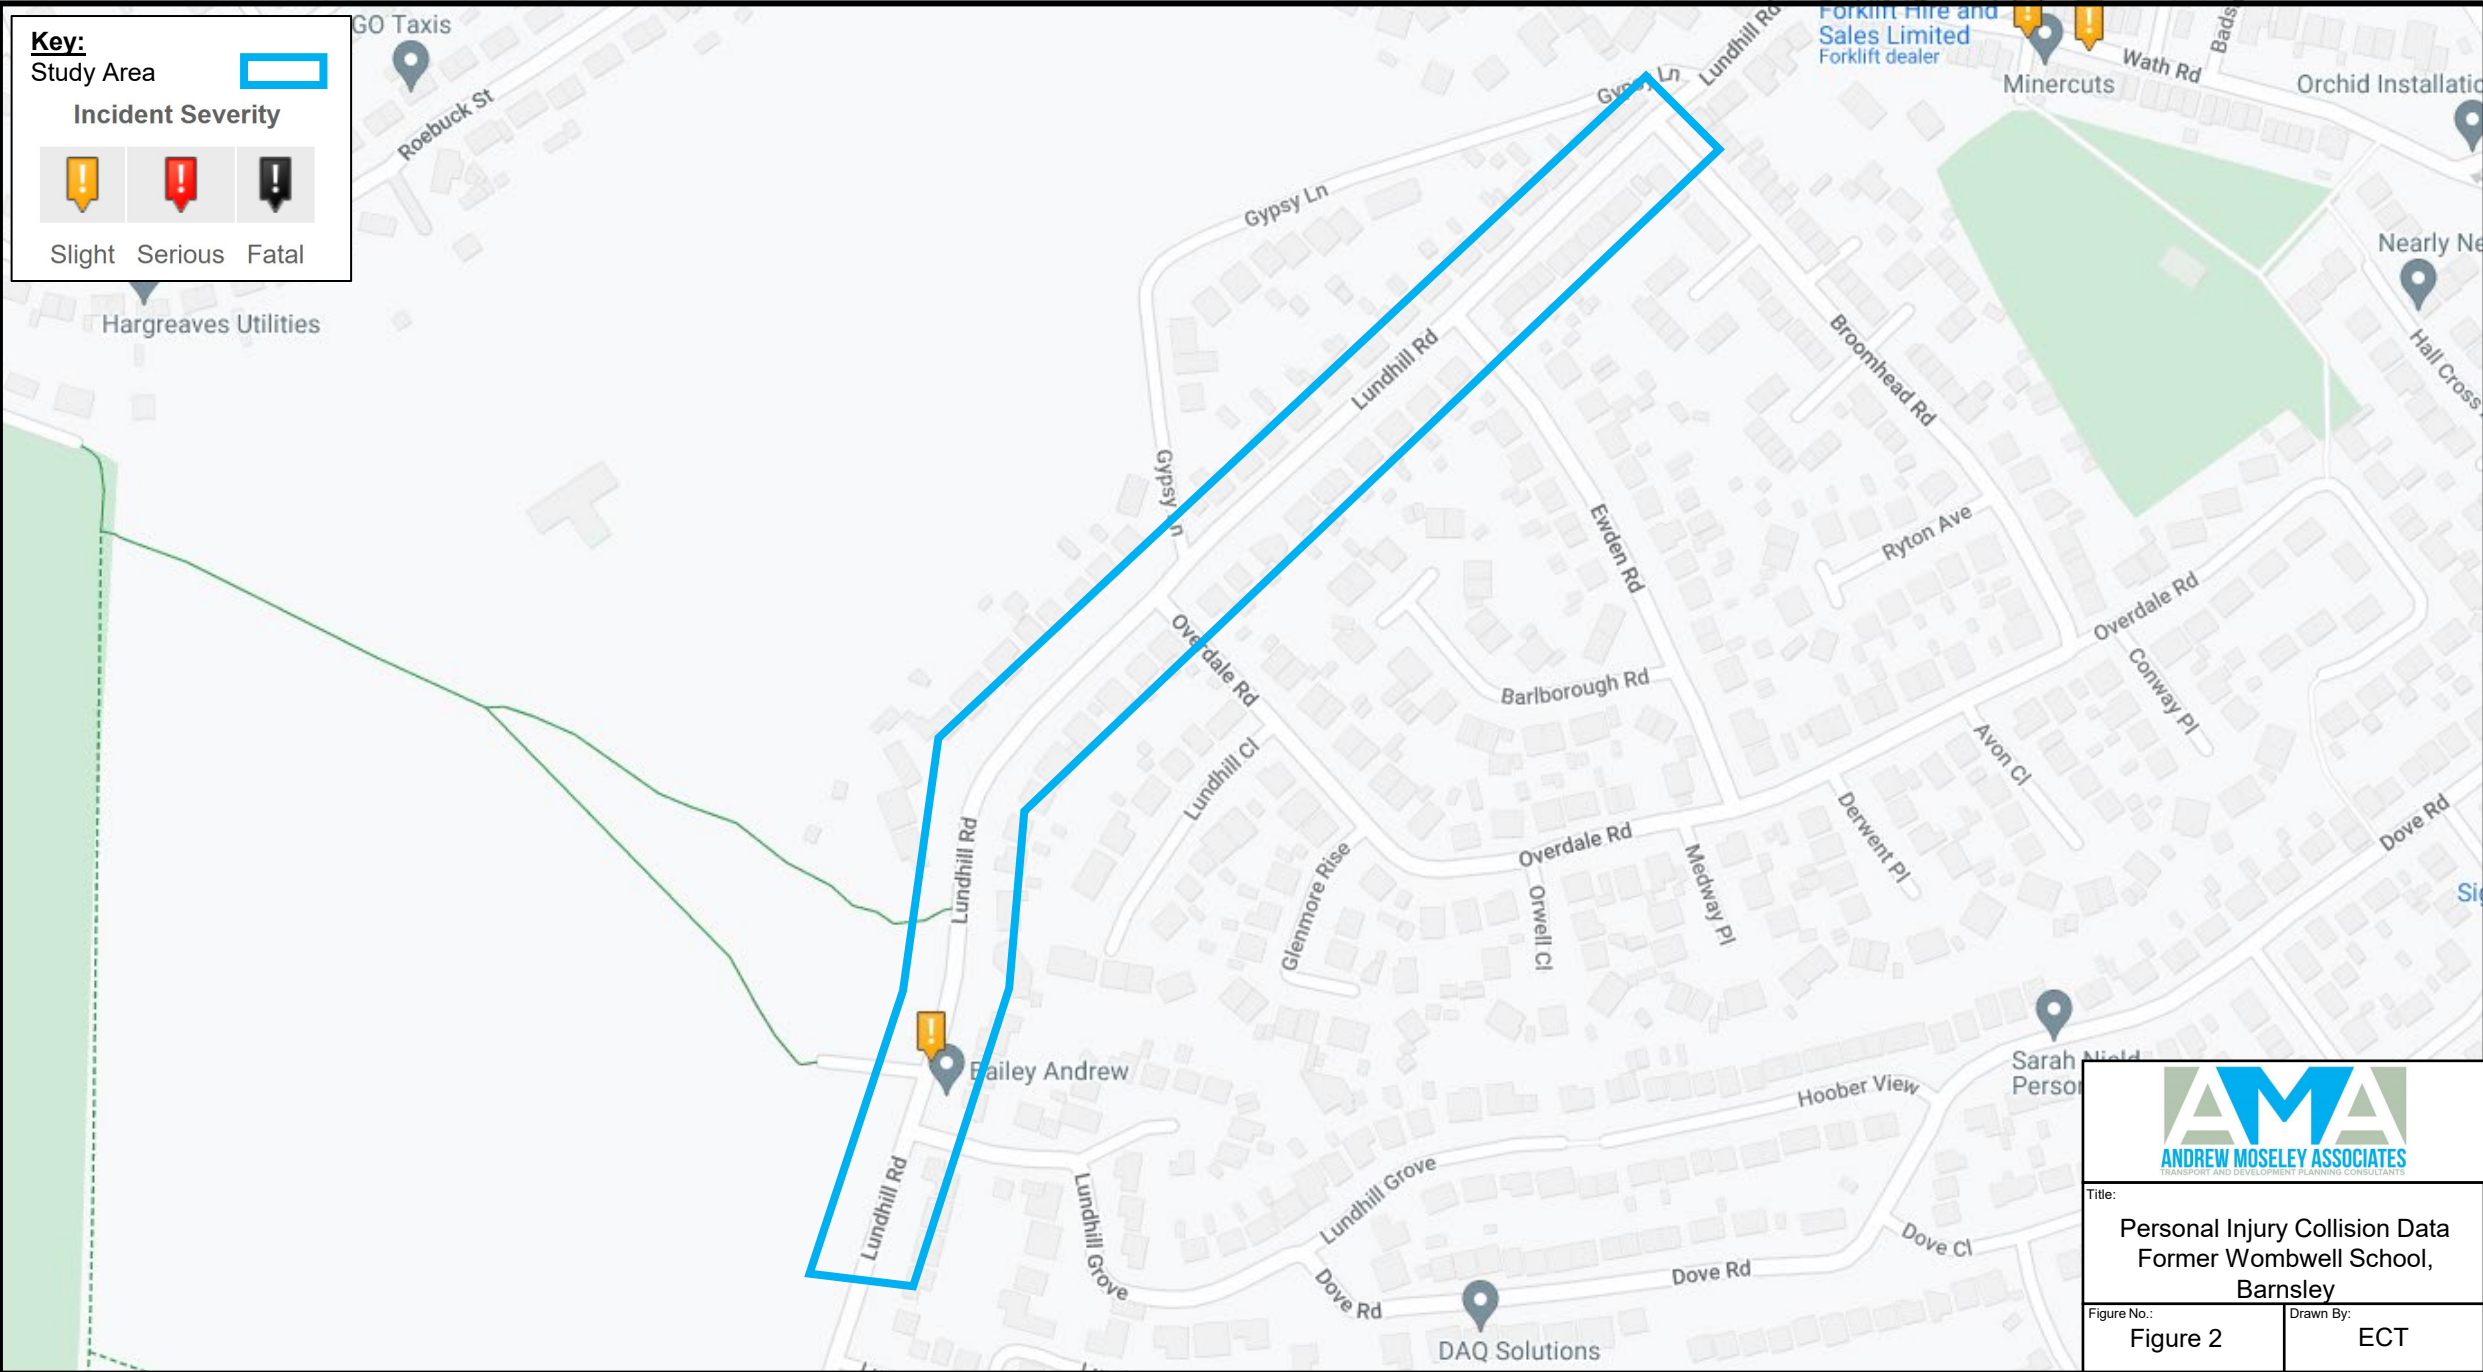 Key:
Study Area
Incident Severity
Slight Serious Fatal
GO Taxis
Roebuck St
Hargreaves Utilities
Forklift Hire and
Sales Limited
Forklift dealer
Lundhill Rd
Gypsy Ln
Minercuts
Wath Rd
Gypsy Ln
Lundhill Rd
Broomhead Rd
Hall Cross
Gypsy Ln
Ewden Rd
Ryton Ave
Overdale Rd
Overdale Rd
Barlborough Rd
Conway Pl
Lundhill Cl
Avon Cl
Lundhill Rd
Overdale Rd
Derwent Pl
Dove Rd
Glenmore Rise
Orwell Cl
Medway Pl
Bailey Andrew
Hoober View
Sarah Nield
Lundhill Rd
Lundhill Grove
Lundhill Grove
Dove Rd
Dove Rd
Dove Cl
DAQ Solutions
AMA
ANDREW MOSELEY ASSOCIATES
TRANSPORT AND DEVELOPMENT PLANNING CONSULTANTS
Title:
Personal Injury Collision Data
Former Wombwell School,
Barnsley
Figure No.:
Figure 2
Drawn By:
ECT